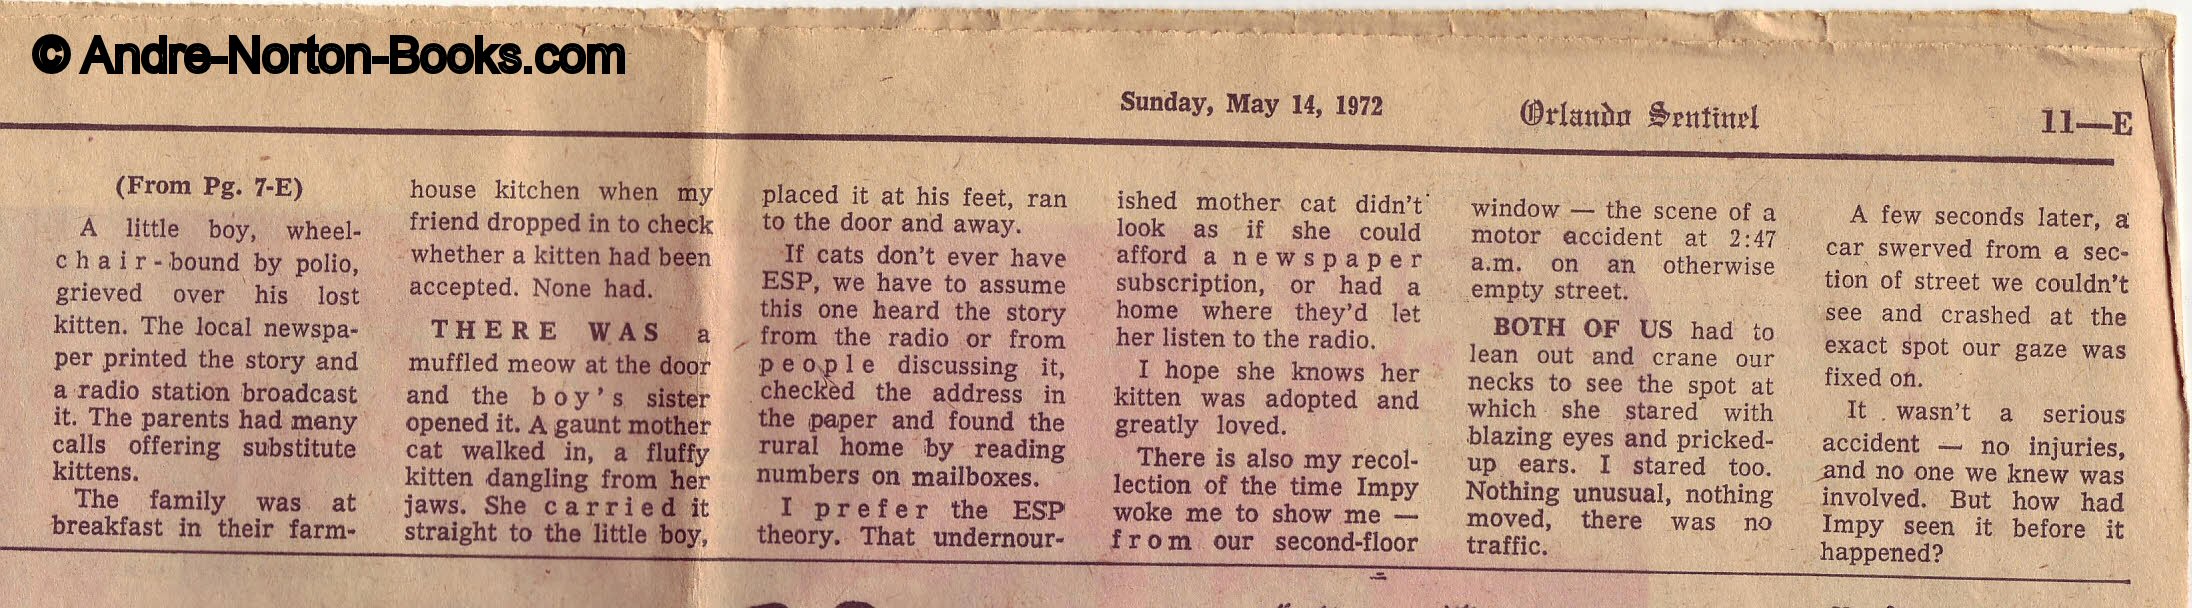 © Andre-Norton-Books.com
Sunday, May 14, 1972
Orlando Sentinel
11—E
(From Pg. 7-E)
A little boy, wheel-
chair-bound by polio,
grieved over his lost
kitten. The local newspa-
per printed the story and
a radio station broadcast
it. The parents had many
calls offering substitute
kittens.
The family was at
breakfast in their farm-
house kitchen when my
friend dropped in to check
whether a kitten had been
accepted. None had.
THERE WAS a
muffled meow at the door
and the boy's sister
opened it. A gaunt mother
cat walked in, a fluffy
kitten dangling from her
jaws. She carried it
straight to the little boy,
placed it at his feet, ran
to the door and away.
If cats don't ever have
ESP, we have to assume
this one heard the story
from the radio or from
people discussing it,
checked the address in
the paper and found the
rural home by reading
numbers on mailboxes.
I prefer the ESP
theory. That undernour-
ished mother cat didn't
look as if she could
afford a newspaper
subscription, or had a
home where they'd let
her listen to the radio.
I hope she knows her
kitten was adopted and
greatly loved.
There is also my recol-
lection of the time Impy
woke me to show me —
from our second-floor
window — the scene of a
motor accident at 2:47
a.m. on an otherwise
empty street.
BOTH OF US had to
lean out and crane our
necks to see the spot at
which she stared with
blazing eyes and pricked-
up ears. I stared too.
Nothing unusual, nothing
moved, there was no
traffic.
A few seconds later, a
car swerved from a sec-
tion of street we couldn't
see and crashed at the
exact spot our gaze was
fixed on.
It wasn't a serious
accident — no injuries,
and no one we knew was
involved. But how had
Impy seen it before it
happened?